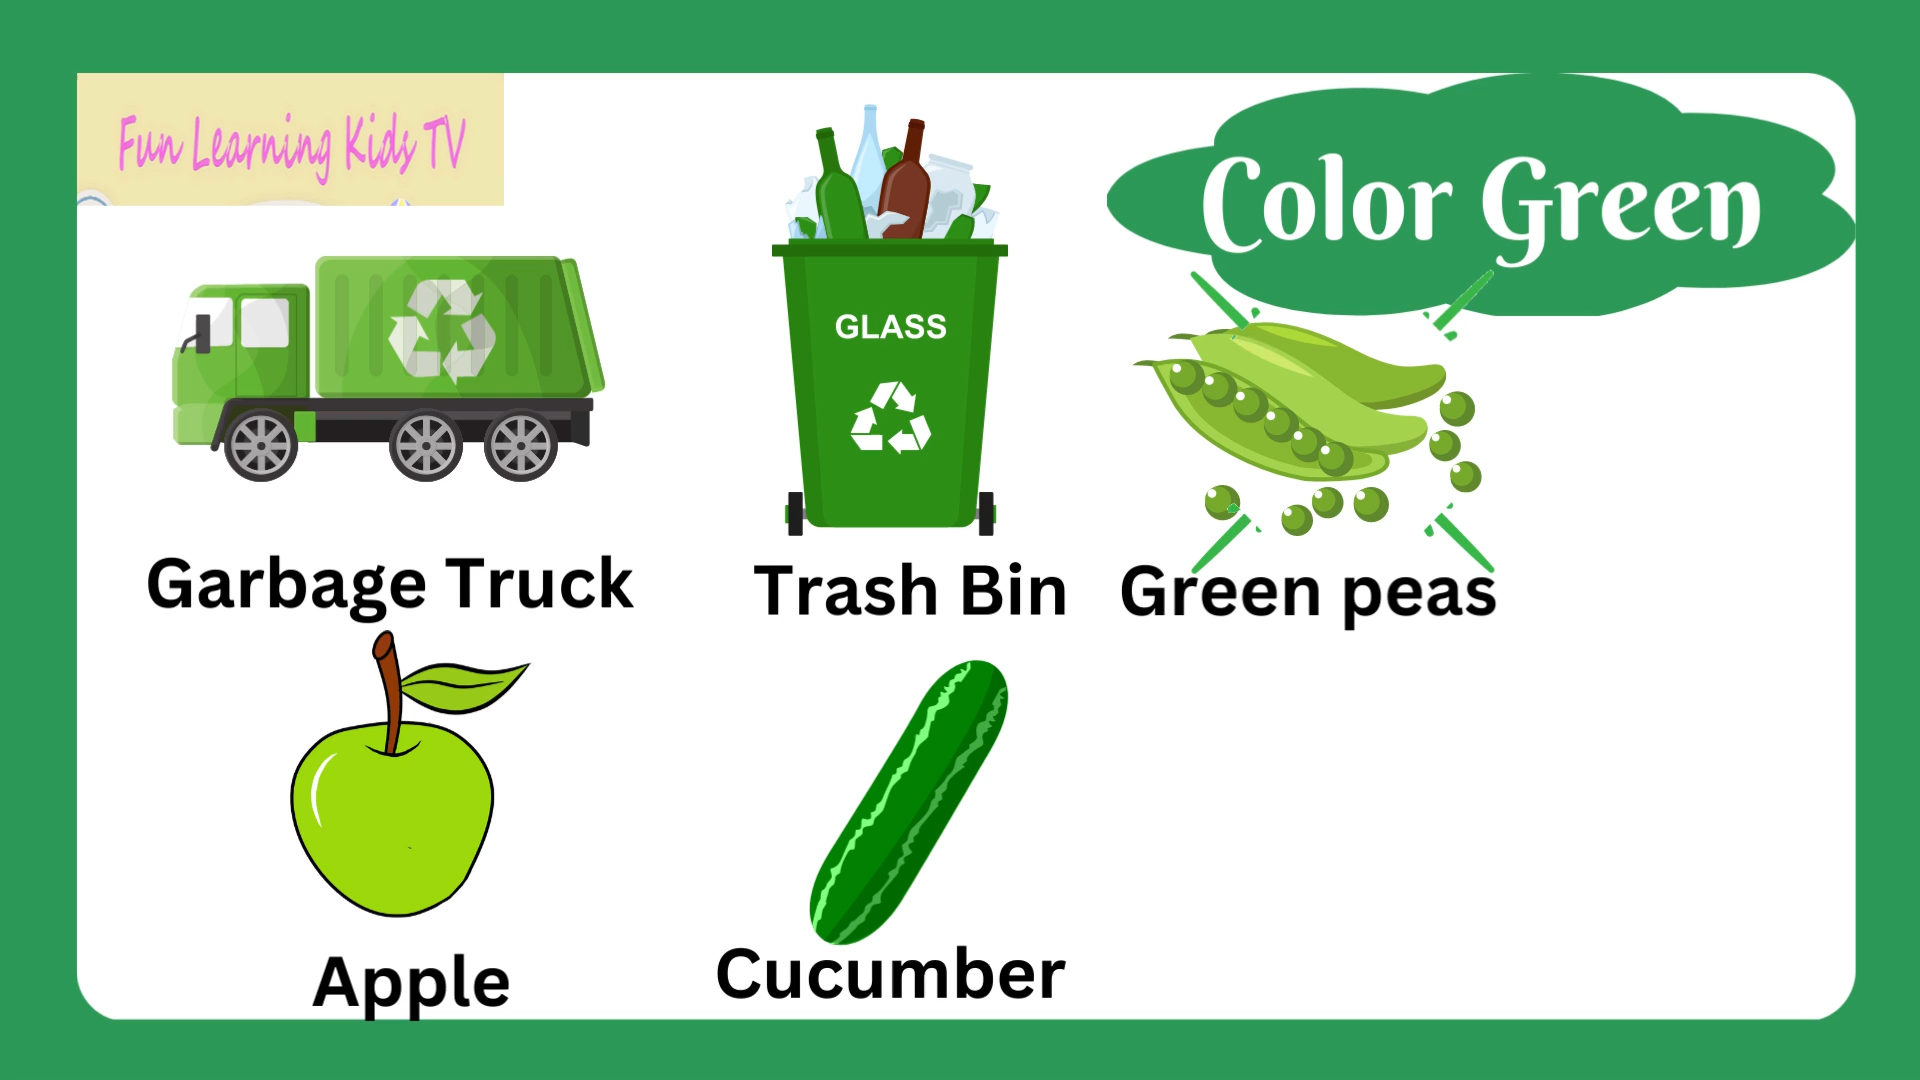 Fun Learning Kids TV
Color Green
GLASS
Garbage Truck
Trash Bin
Green peas
Apple
Cucumber